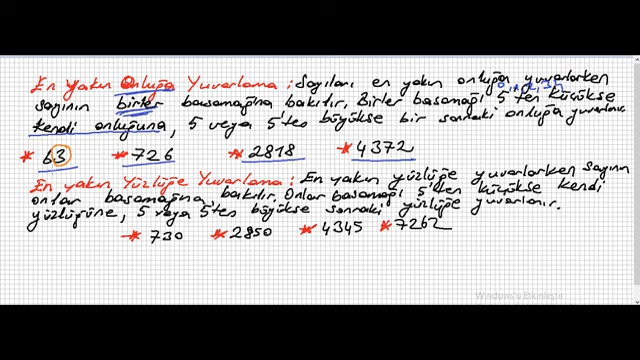 En yakın Onluğa Yuvarlama : Sayıları en yakın onluğa yuvarlarken
sayının birler basamağına bakılır. Birler basamağı 5'ten küçükse
kendi onluğuna, 5 veya 5'ten büyükse bir sonraki onluğa yuvarlanır
* 63 * 726 * 2818 * 4372
En yakın Yüzlüğe Yuvarlama : En yakın yüzlüğe yuvarlarken sayının
onlar basamağına bakılır. Onlar basamağı 5'ten küçükse kendi
yüzlüğüne, 5 veya 5'ten büyükse sonraki yüzlüğe yuvarlanır.
* 730 * 2850 * 4345 * 7262
Windows'u Etkinleştir